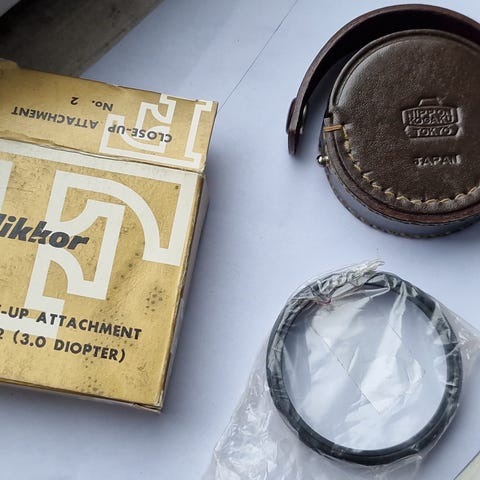 CLOSE-UP ATTACHMENT
No. 2
ikkor
-UP ATTACHMENT
2 (3.0 DIOPTER)
NIPPON
KOGAKU
TOKYO
JAPAN